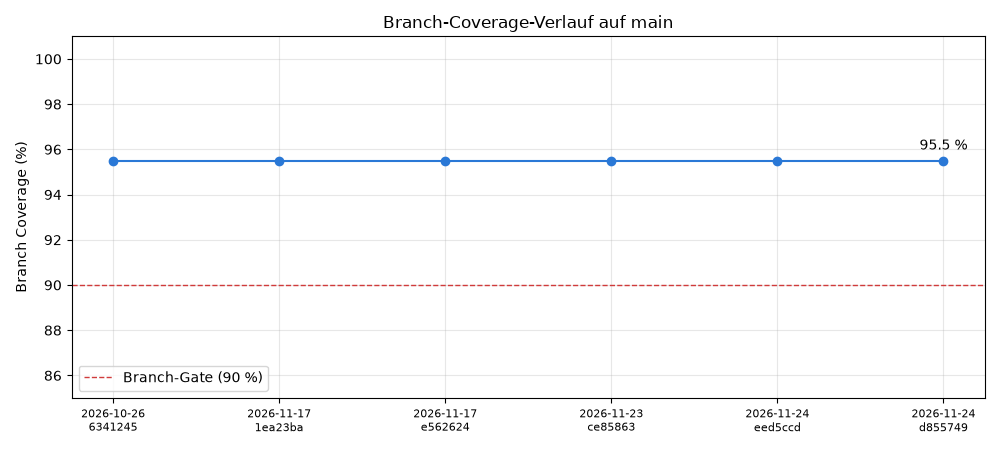 Branch-Coverage-Verlauf auf main
Branch Coverage (%)
100
98
96
94
92
90
88
86
95.5 %
Branch-Gate (90 %)
2026-10-26
6341245
2026-11-17
1ea23ba
2026-11-17
e562624
2026-11-23
ce85863
2026-11-24
eed5ccd
2026-11-24
d855749